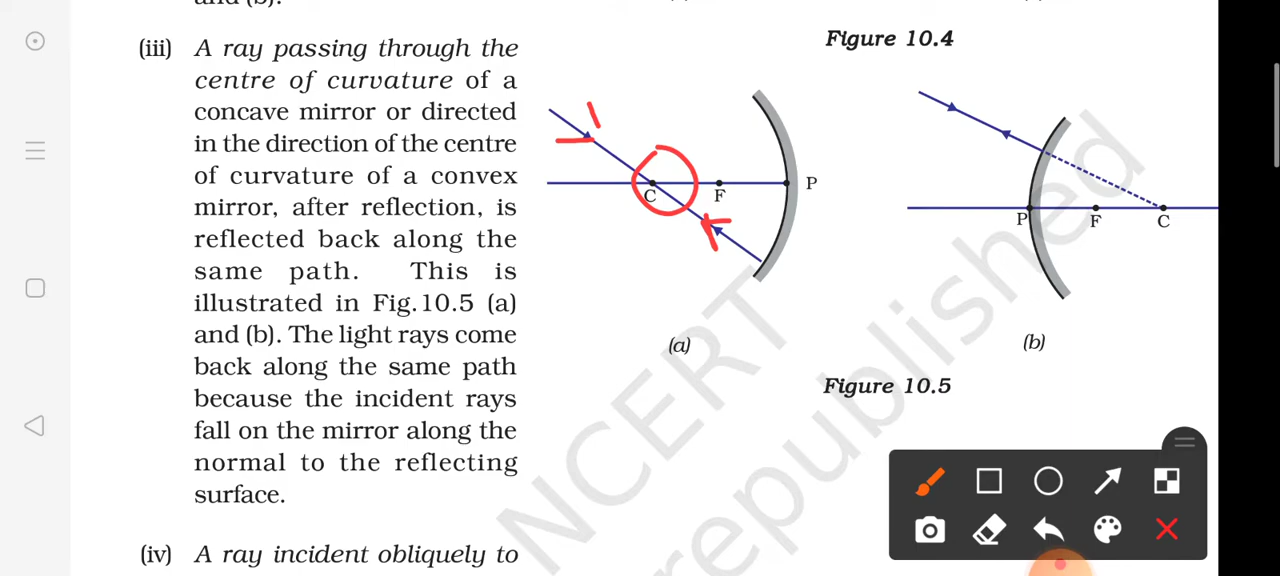 and (b).
(iii) A ray passing through the
centre of curvature of a
concave mirror or directed
in the direction of the centre
of curvature of a convex
mirror, after reflection, is
reflected back along the
same path. This is
illustrated in Fig.10.5 (a)
and (b). The light rays come
back along the same path
because the incident rays
fall on the mirror along the
normal to the reflecting
surface.
(iv) A ray incident obliquely to
Figure 10.4
C
F
P
(a)
P
F
C
(b)
Figure 10.5
NCERT
republished